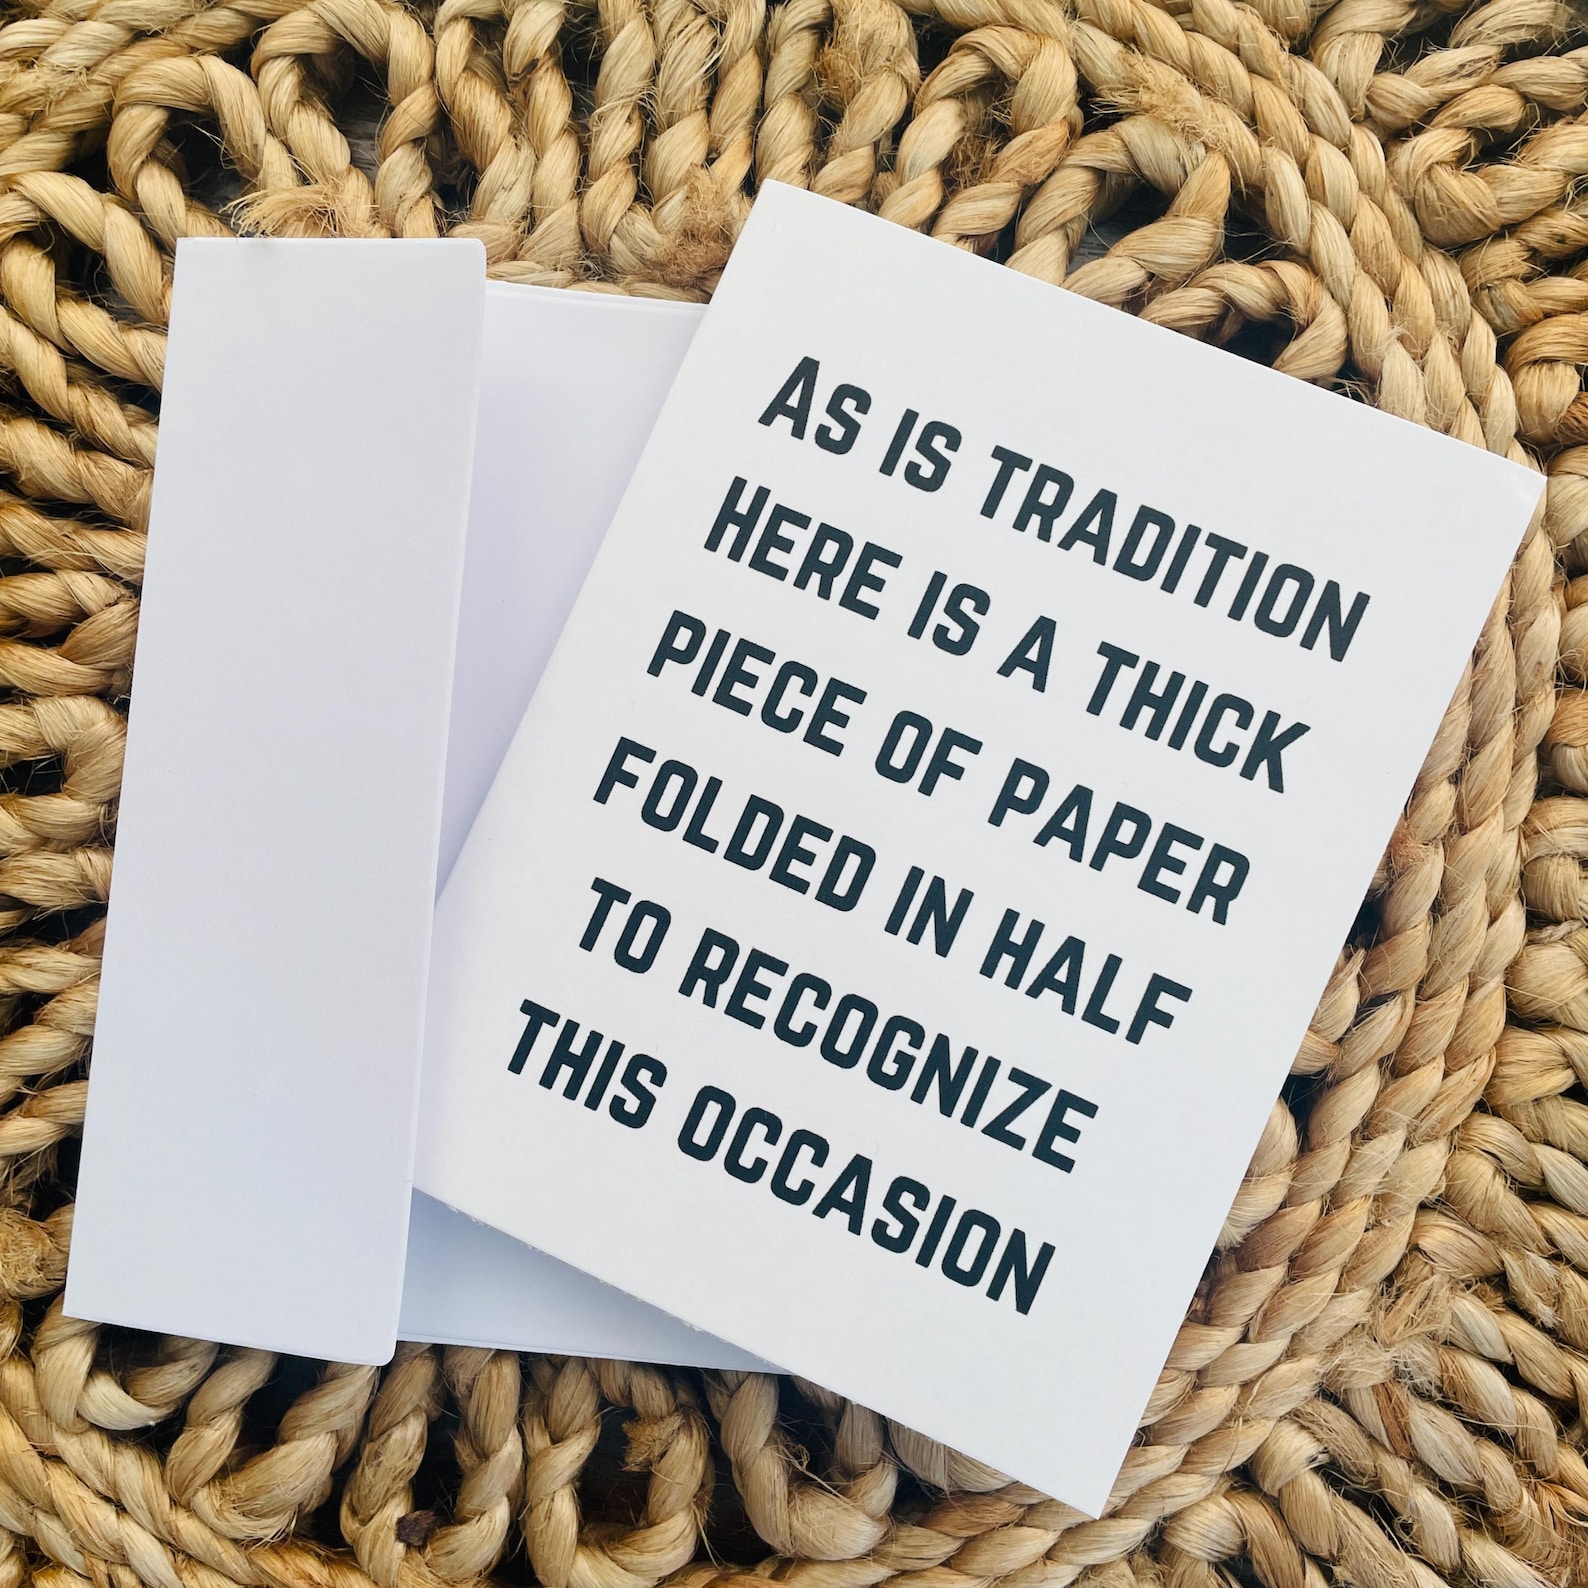 AS IS TRADITION
HERE IS A THICK
PIECE OF PAPER
FOLDED IN HALF
TO RECOGNIZE
THIS OCCASION